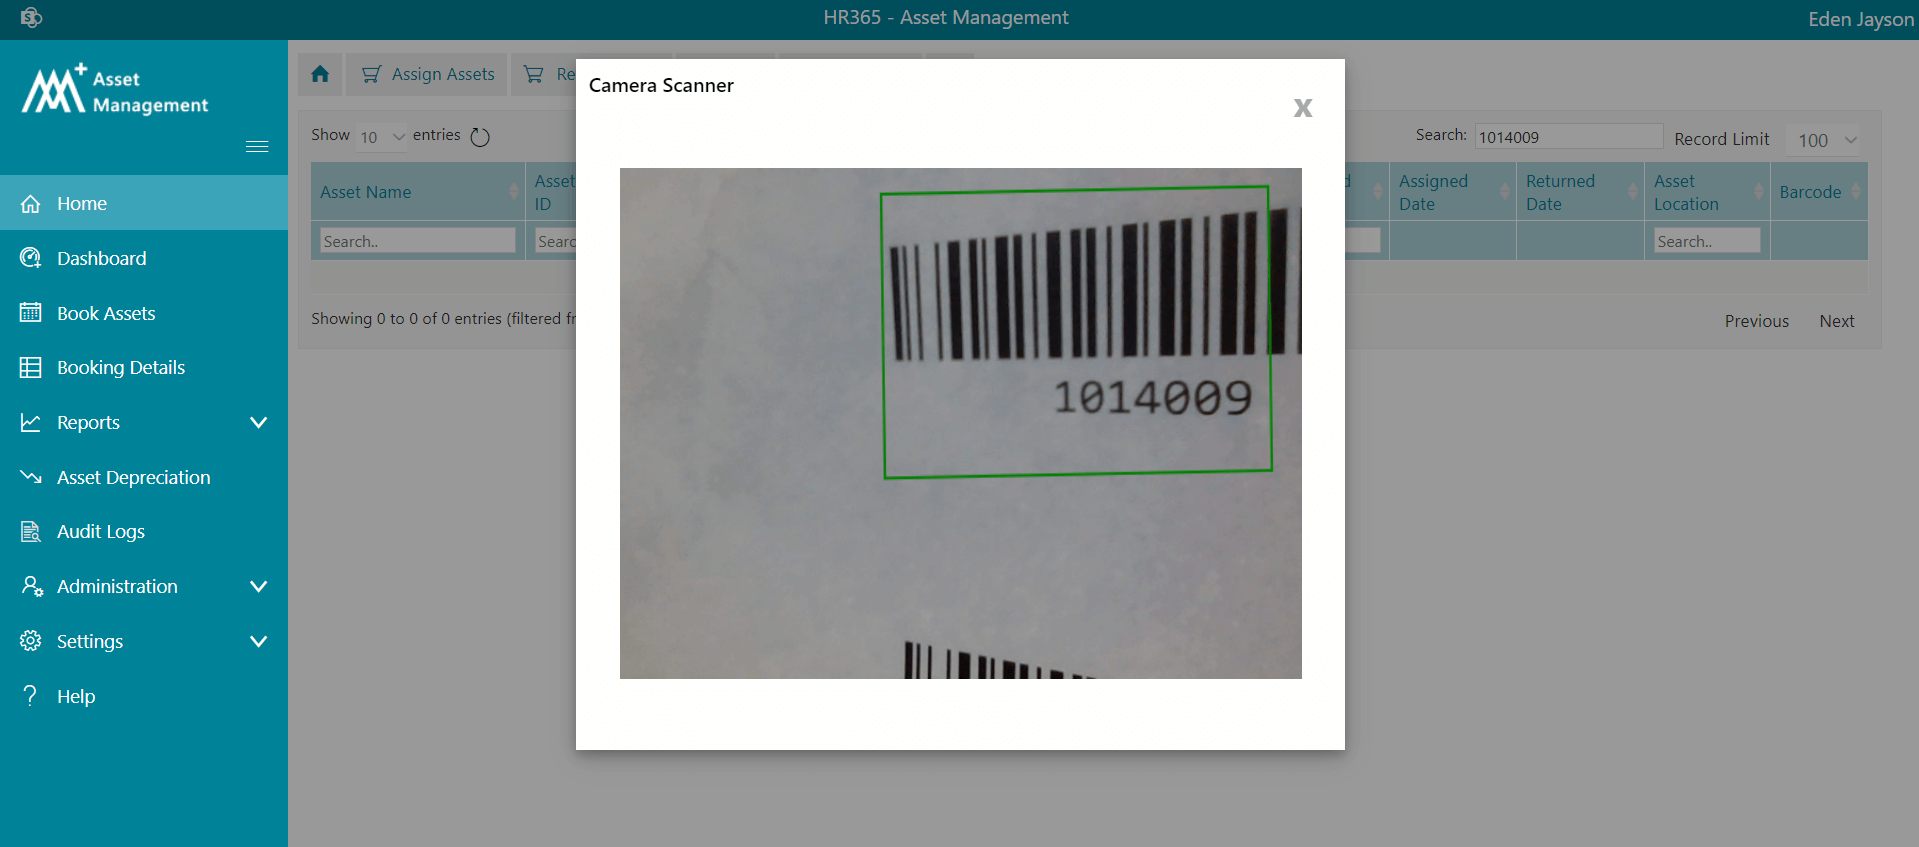 HR365 - Asset Management
Eden Jayson
Asset
Management
Home
Dashboard
Book Assets
Booking Details
Reports
Asset Depreciation
Audit Logs
Administration
Settings
? Help
Assign Assets
Re
Camera Scanner
X
Show 10 entries
Search: 1014009 Record Limit 100
Asset Name
Asset
ID
d
Assigned
Date
Returned
Date
Asset
Location
Barcode
Search..
Searc
Search..
Showing 0 to 0 of 0 entries (filtered fr
Previous Next
1014009